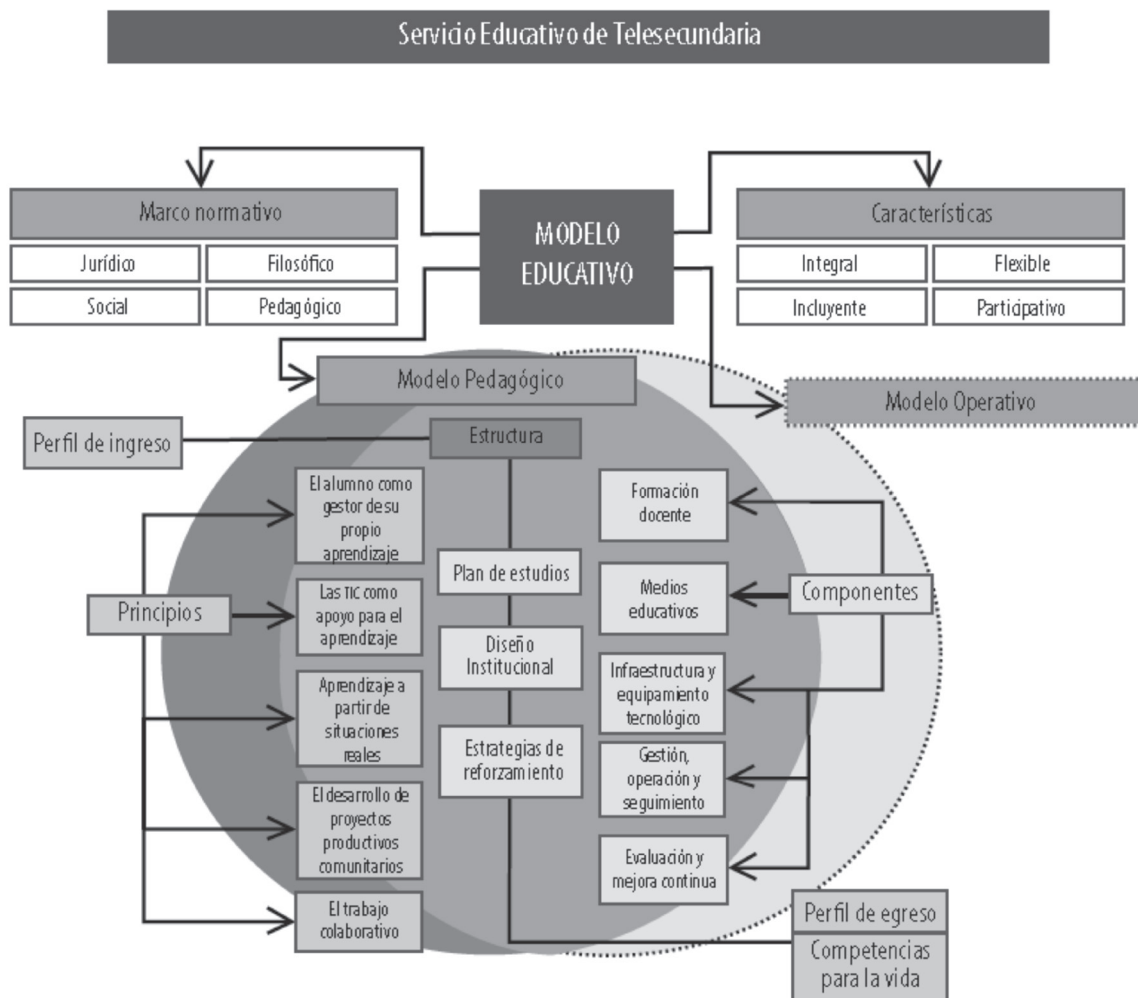 Servicio Educativo de Telesecundaria
MODELO
EDUCATIVO
Marco normativo
Jurídico
Filosófico
Social
Pedagógico
Características
Integral
Flexible
Incluyente
Participativo
Modelo Pedagógico
Modelo Operativo
Perfil de ingreso
Estructura
Principios
El alumno como
gestor de su
propio
aprendizaje
Las TIC como
apoyo para el
aprendizaje
Aprendizaje a
partir de
situaciones
reales
El desarrollo de
proyectos
productivos
comunitarios
El trabajo
colaborativo
Plan de estudios
Diseño
Institucional
Estrategias de
reforzamiento
Formación
docente
Medios
educativos
Infraestructura y
equipamiento
tecnológico
Gestión,
operación y
seguimiento
Evaluación y
mejora continua
Componentes
Perfil de egreso
Competencias
para la vida